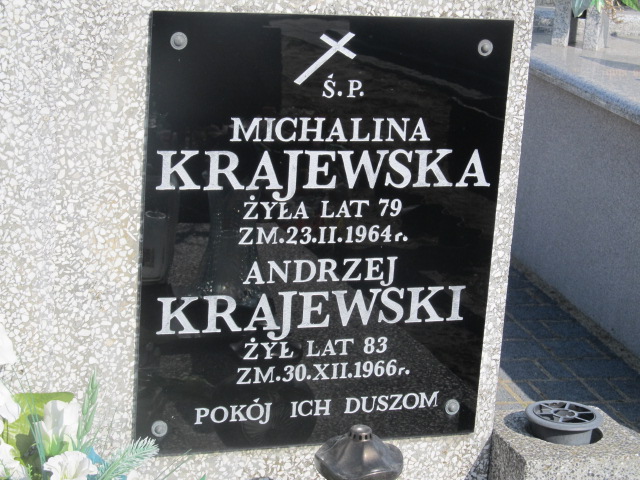 Ś.P.
MICHALINA
KRAJEWSKA
ŻYŁA LAT 79
ZM.23.II.1964r.
ANDRZEJ
KRAJEWSKI
ŻYŁ LAT 83
ZM.30.XII.1966r.
POKÓJ ICH DUSZOM